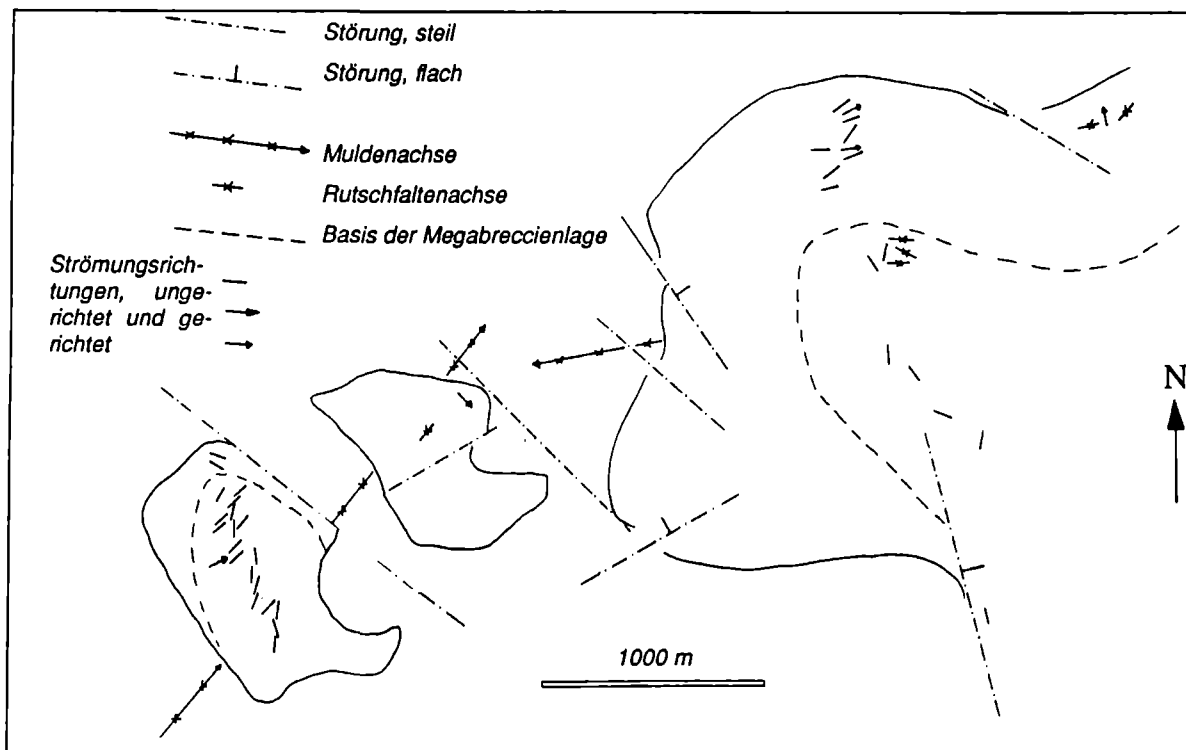 Störung, steil
Störung, flach
Muldenachse
Rutschfaltenachse
Basis der Megabreccienlage
Strömungsrich-
tungen, unge-
richtet und ge-
richtet
N
1000 m